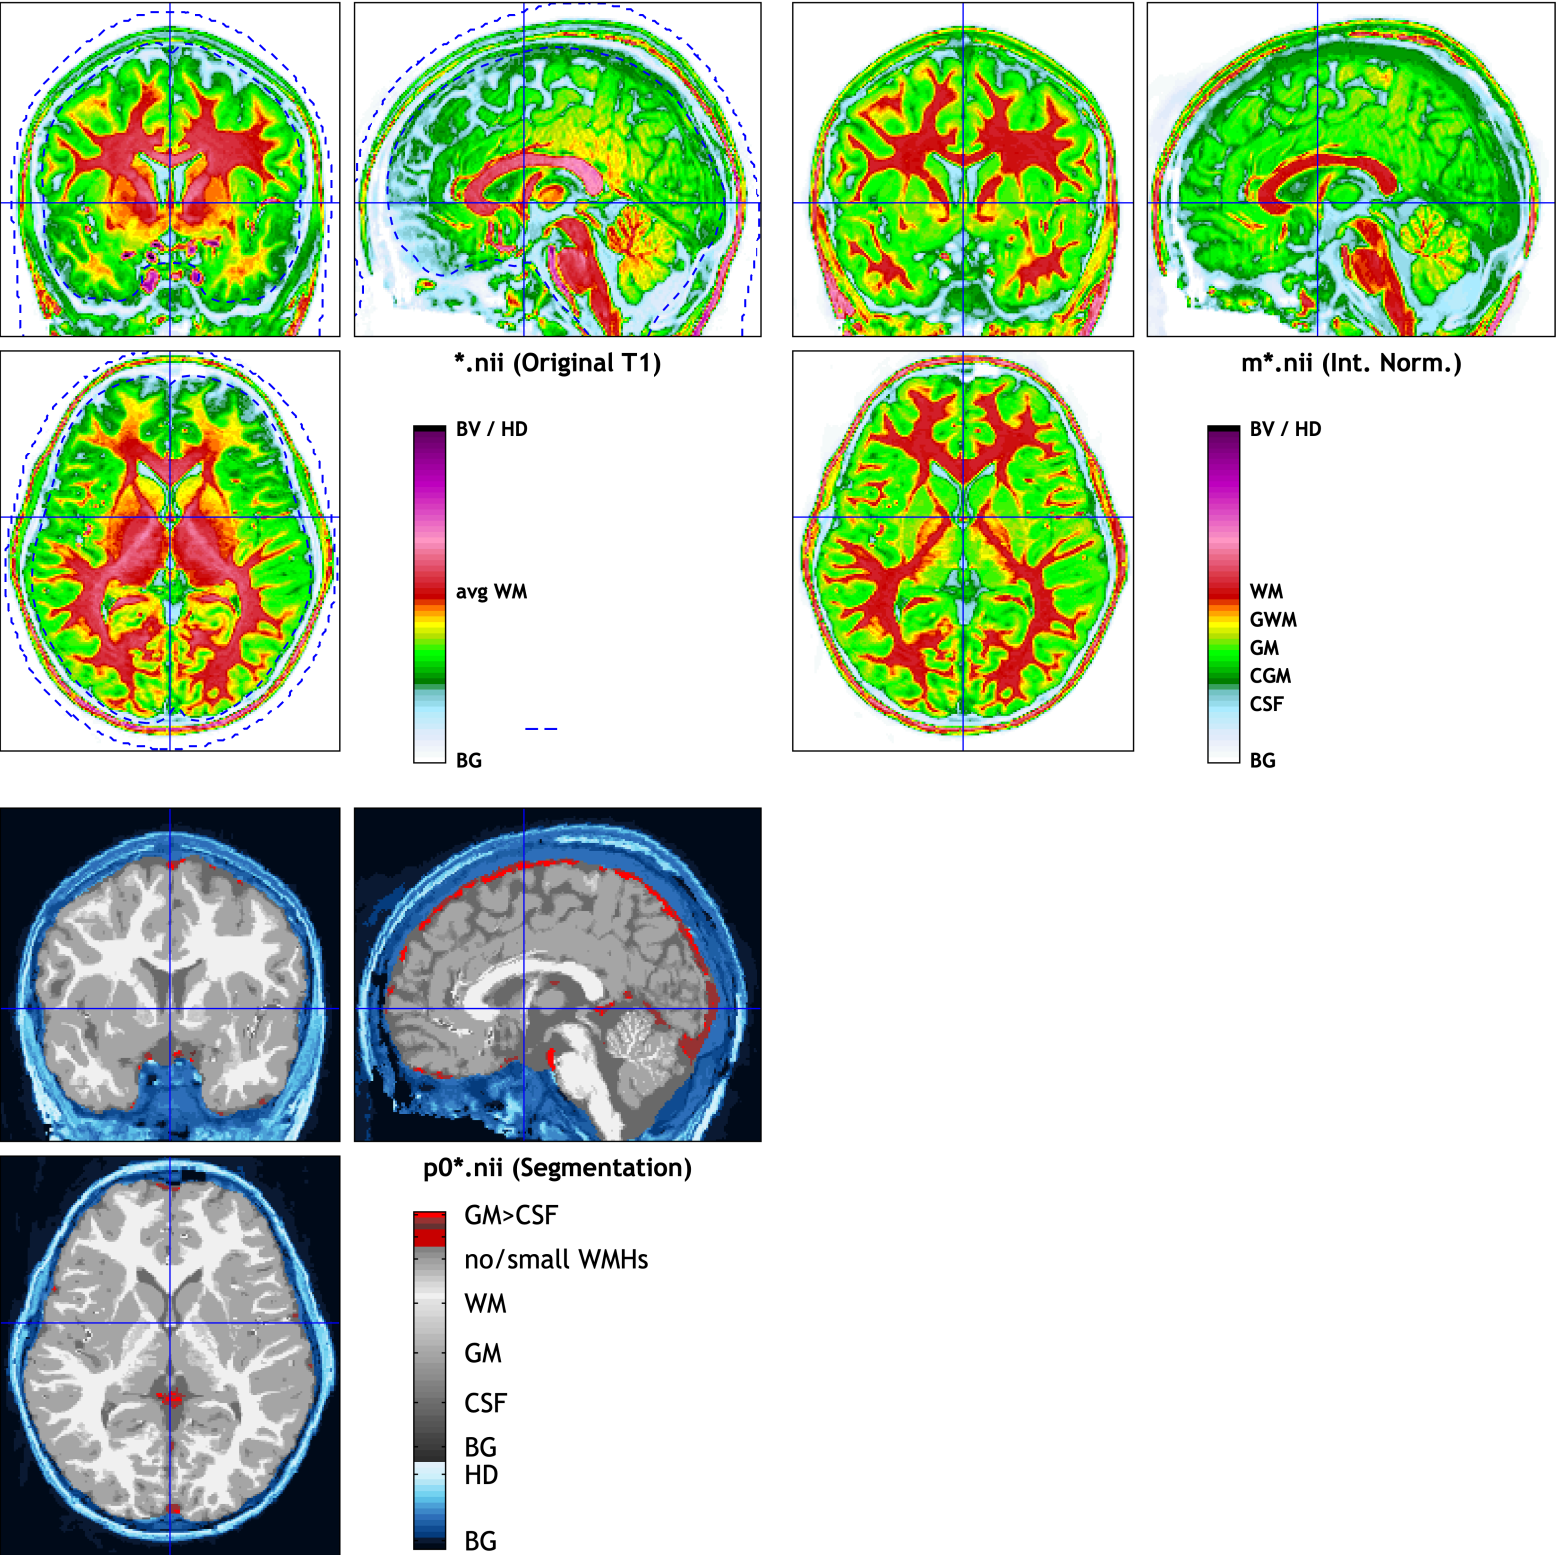 *.nii (Original T1)
BV / HD
avg WM
BG
m*.nii (Int. Norm.)
BV / HD
WM
GWM
GM
CGM
CSF
BG
p0*.nii (Segmentation)
GM>CSF
no/small WMHs
WM
GM
CSF
BG
HD
BG